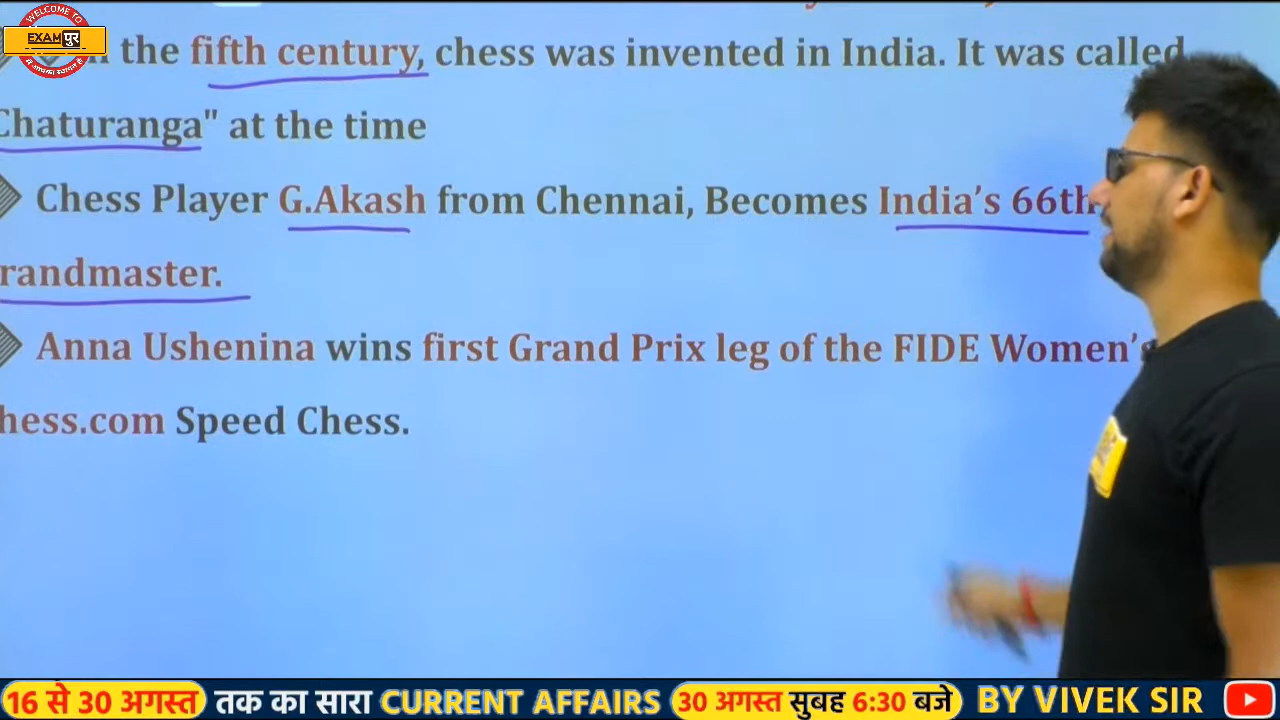 WELCOME TO
EXAMपुर
the fifth century, chess was invented in India. It was called
Chaturanga" at the time
Chess Player G.Akash from Chennai, Becomes India's 66th
randmaster.
Anna Ushenina wins first Grand Prix leg of the FIDE Women's
hess.com Speed Chess.
16 से 30 अगस्त तक का सारा CURRENT AFFAIRS 30 अगस्त सुबह 6:30 बजे BY VIVEK SIR